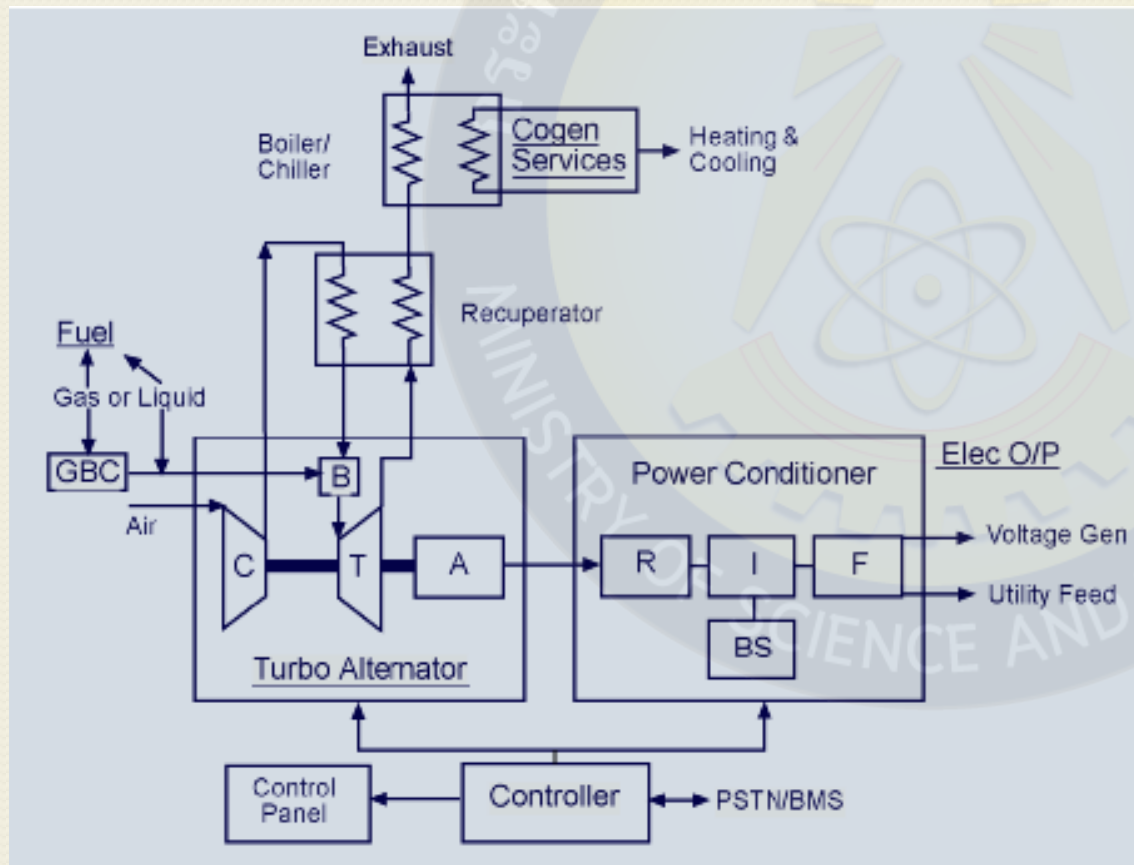 Exhaust
Boiler/
Chiller
Cogen
Services
Heating &
Cooling
Recuperator
Fuel
Gas or Liquid
GBC
Air
B
C
T
A
Turbo Alternator
Power Conditioner
R
I
F
BS
Elec O/P
Voltage Gen
Utility Feed
Control
Panel
Controller
PSTN/BMS
MINISTRY OF SCIENCE AND